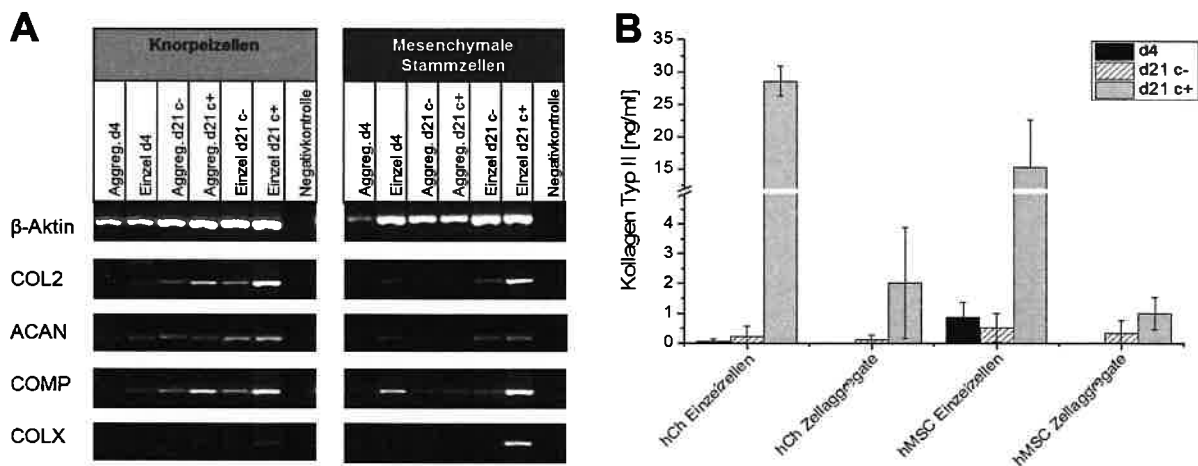 A
Knorpelzellen
Mesenchymale
Stammzellen
Aggreg. d4
Einzel d4
Aggreg. d21 c-
Aggreg. d21 c+
Einzel d21 c-
Einzel d21 c+
Negativkontrolle
Aggreg. d4
Einzel d4
Aggreg. d21 c-
Aggreg. d21 c+
Einzel d21 c-
Einzel d21 c+
Negativkontrolle
β-Aktin
COL2
ACAN
COMP
COLX
B
Kollagen Typ II [ng/ml]
35
30
25
20
15
4
3
2
1
0
d4
d21 c-
d21 c+
hCh Einzelzellen
hCh Zellaggregate
hMSC Einzelzellen
hMSC Zellaggregate